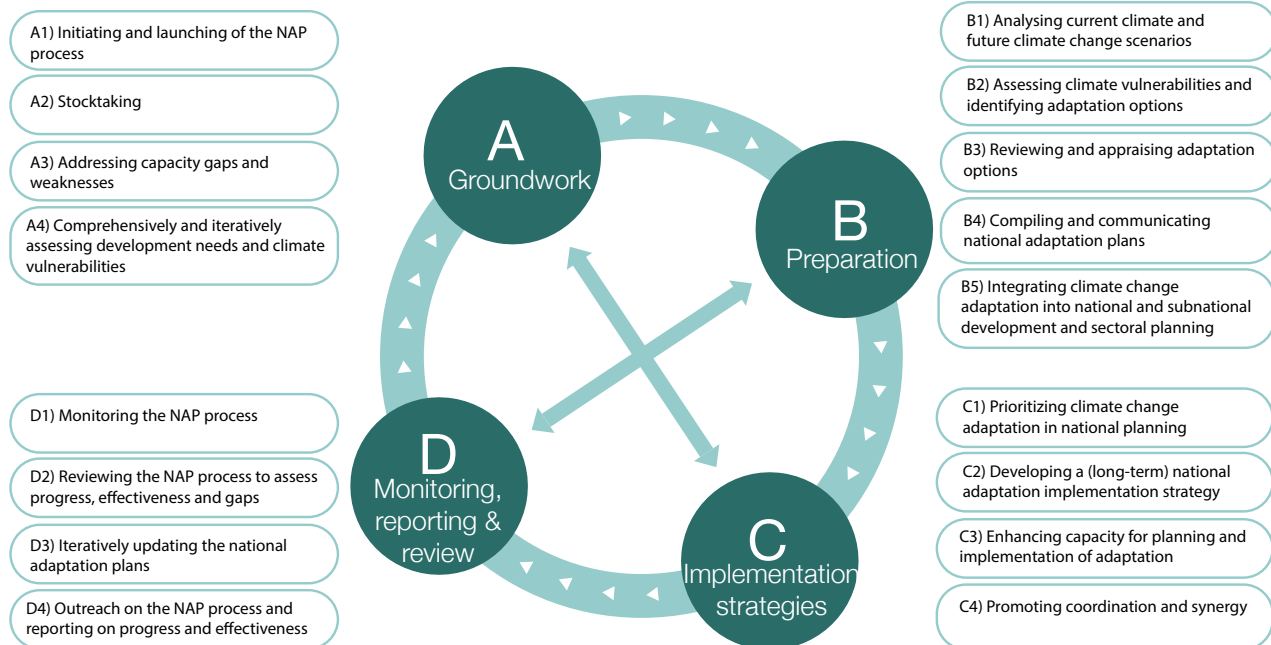 A1) Initiating and launching of the NAP
process
A2) Stocktaking
A3) Addressing capacity gaps and
weaknesses
A4) Comprehensively and iteratively
assessing development needs and climate
vulnerabilities
A
Groundwork
B
Preparation
B1) Analysing current climate and
future climate change scenarios
B2) Assessing climate vulnerabilities and
identifying adaptation options
B3) Reviewing and appraising adaptation
options
B4) Compiling and communicating
national adaptation plans
B5) Integrating climate change
adaptation into national and subnational
development and sectoral planning
D1) Monitoring the NAP process
D2) Reviewing the NAP process to assess
progress, effectiveness and gaps
D3) Iteratively updating the national
adaptation plans
D4) Outreach on the NAP process and
reporting on progress and effectiveness
D
Monitoring,
reporting &
review
C
Implementation
strategies
C1) Prioritizing climate change
adaptation in national planning
C2) Developing a (long-term) national
adaptation implementation strategy
C3) Enhancing capacity for planning and
implementation of adaptation
C4) Promoting coordination and synergy